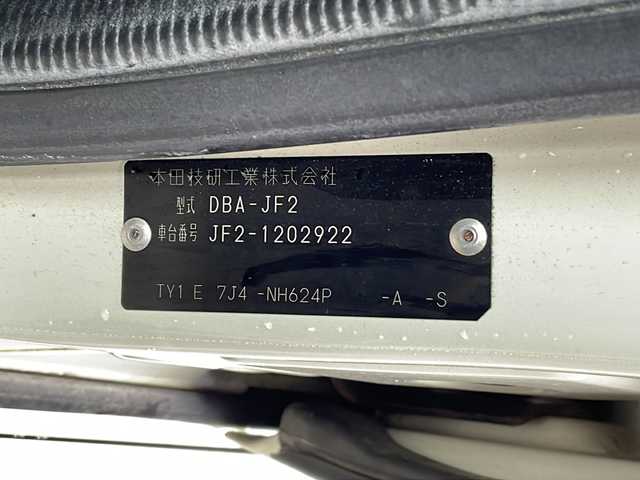 本田技研工業株式会社
型式 DBA-JF2
車台番号 JF2-1202922
TY1 E 7J4 -NH624P -A -S